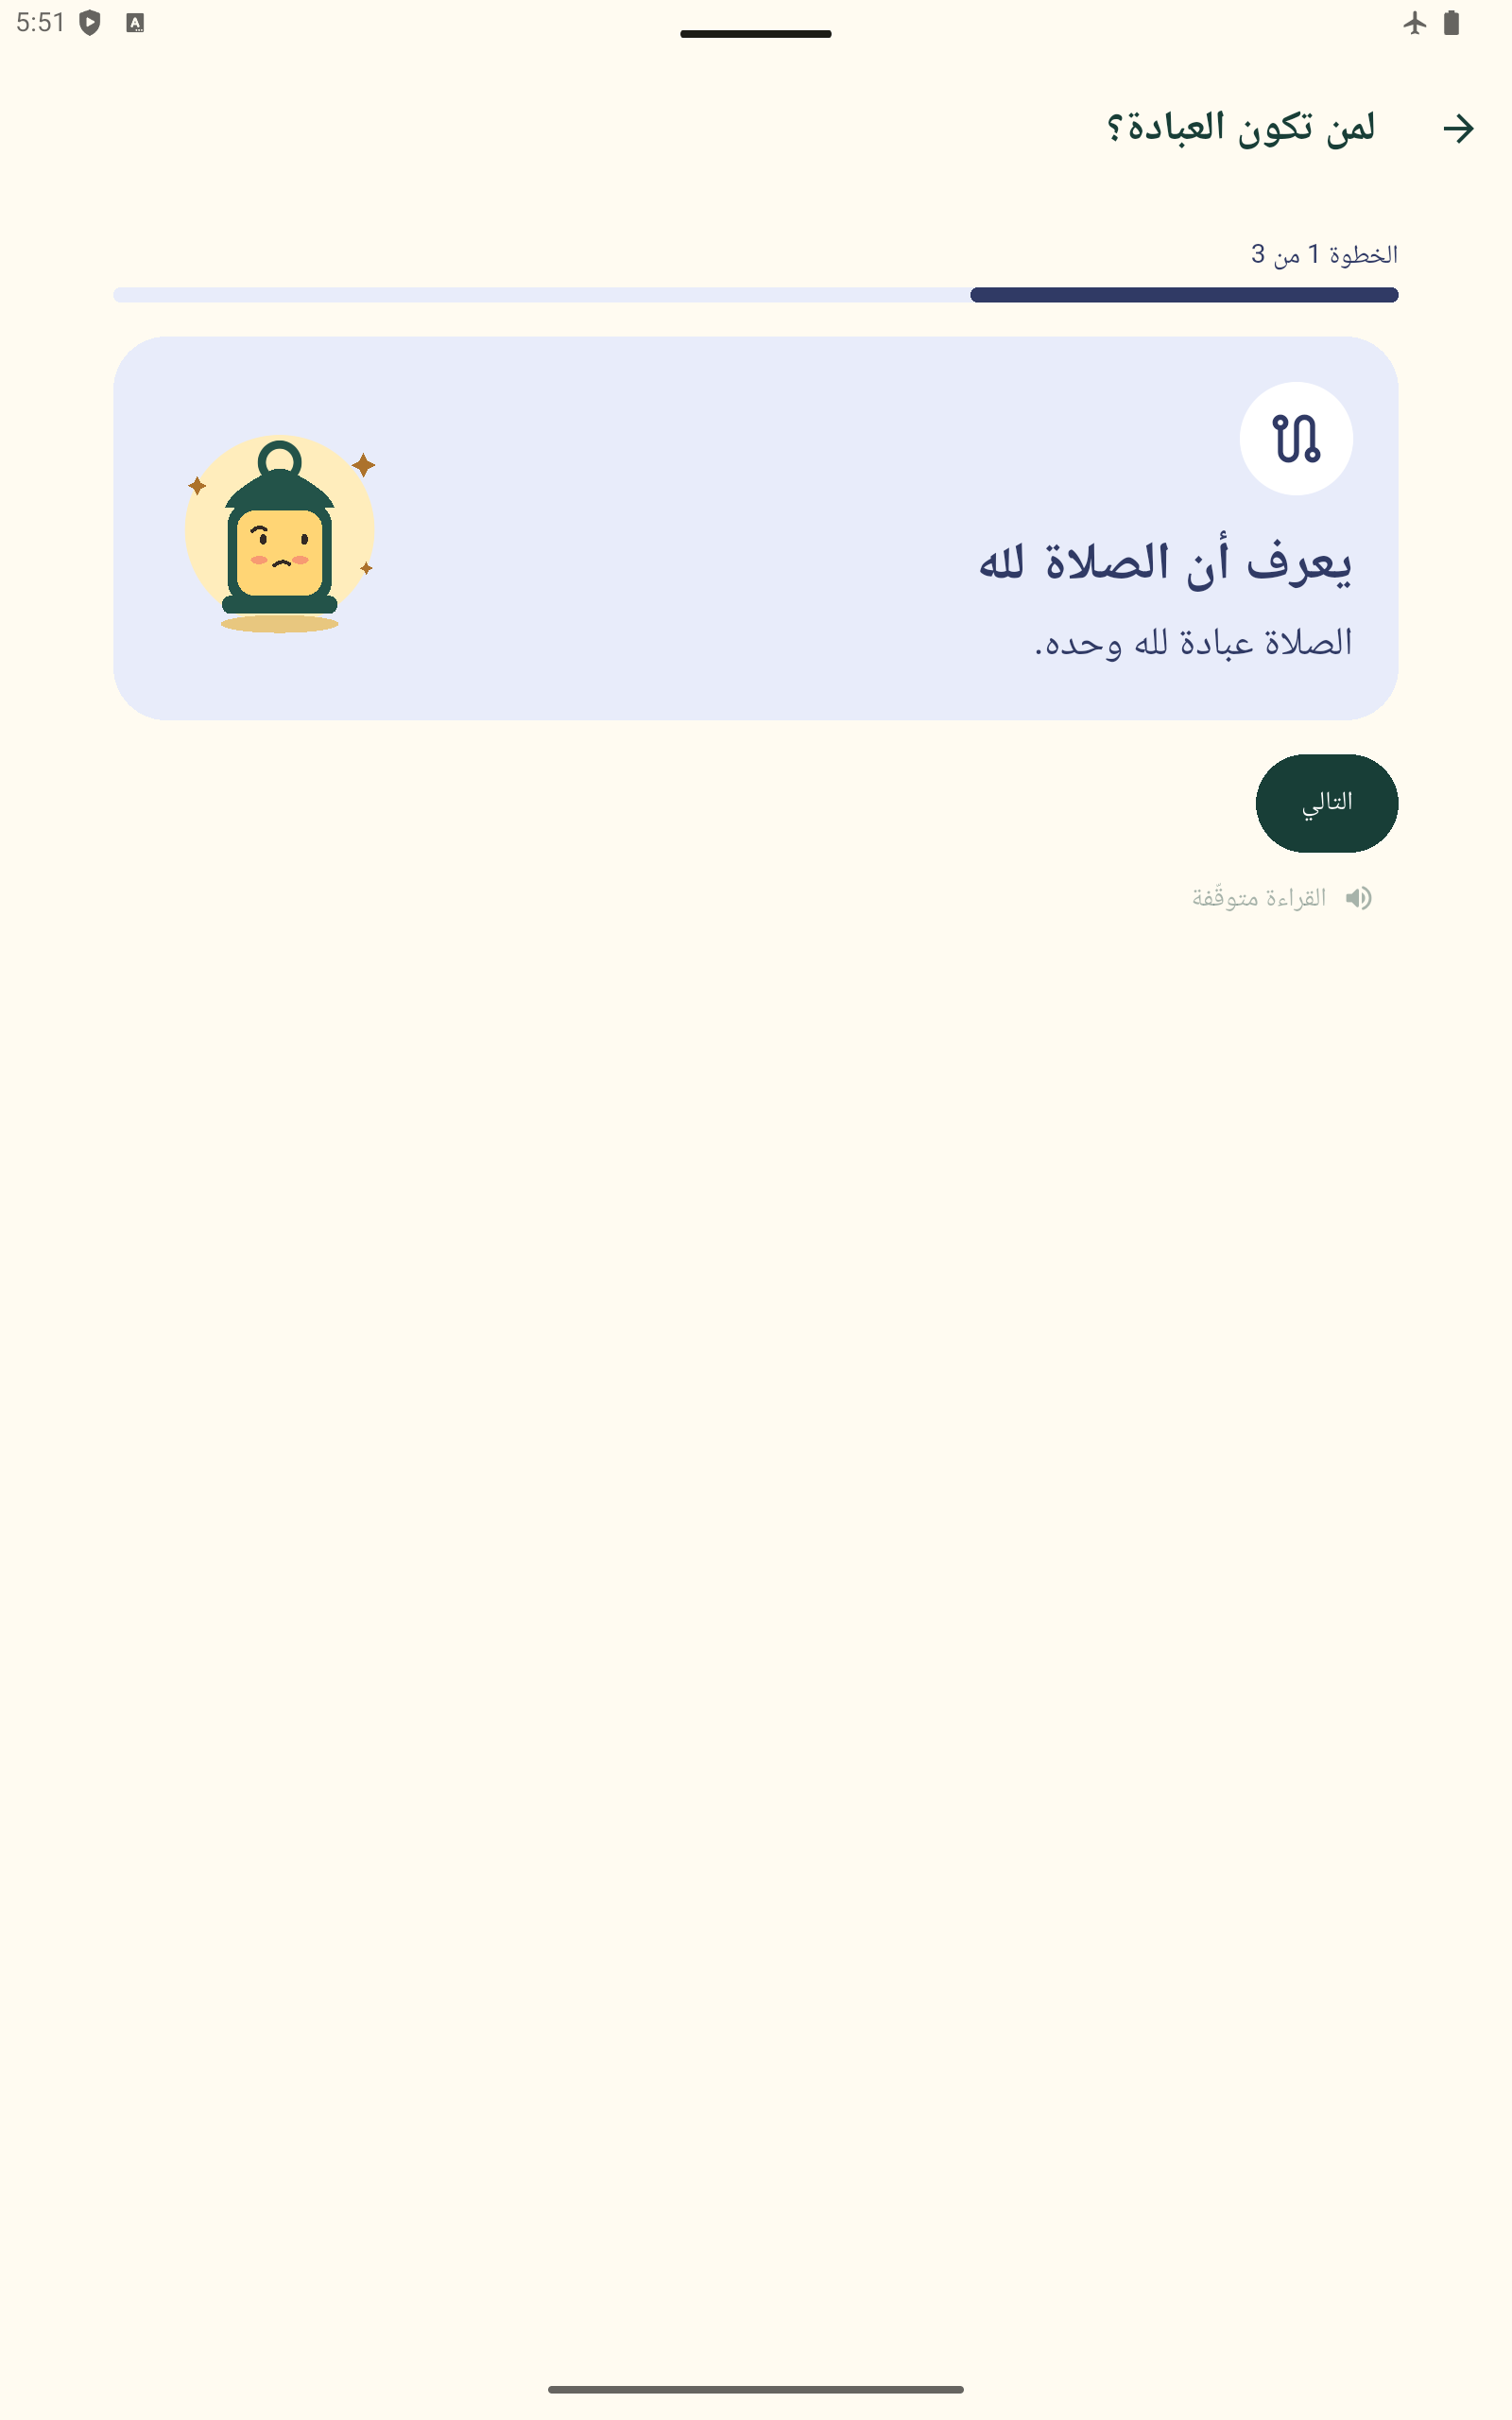 5:51
لمن تكون العبادة؟
الخطوة 1 من 3
يعرف أن الصلاة لله
الصلاة عبادة لله وحده.
التالي
القراءة متوقّفة